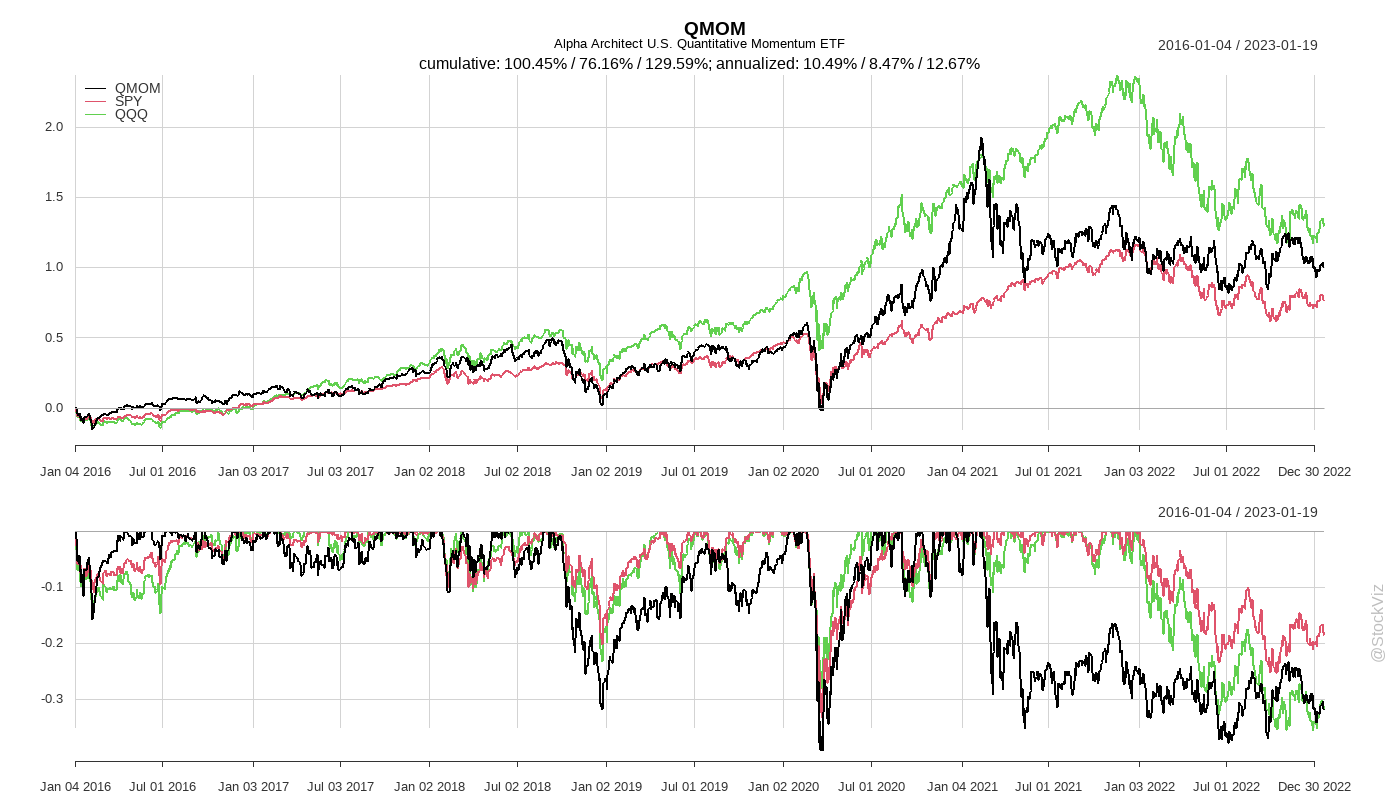 QMOM
Alpha Architect U.S. Quantitative Momentum ETF
2016-01-04 / 2023-01-19
cumulative: 100.45% / 76.16% / 129.59%; annualized: 10.49% / 8.47% / 12.67%
QMOM
SPY
QQQ
2.0
1.5
1.0
0.5
0.0
Jan 04 2016 Jul 01 2016 Jan 03 2017 Jul 03 2017 Jan 02 2018 Jul 02 2018 Jan 02 2019 Jul 01 2019 Jan 02 2020 Jul 01 2020 Jan 04 2021 Jul 01 2021 Jan 03 2022 Jul 01 2022 Dec 30 2022
2016-01-04 / 2023-01-19
-0.1
-0.2
-0.3
Jan 04 2016 Jul 01 2016 Jan 03 2017 Jul 03 2017 Jan 02 2018 Jul 02 2018 Jan 02 2019 Jul 01 2019 Jan 02 2020 Jul 01 2020 Jan 04 2021 Jul 01 2021 Jan 03 2022 Jul 01 2022 Dec 30 2022
@StockViz